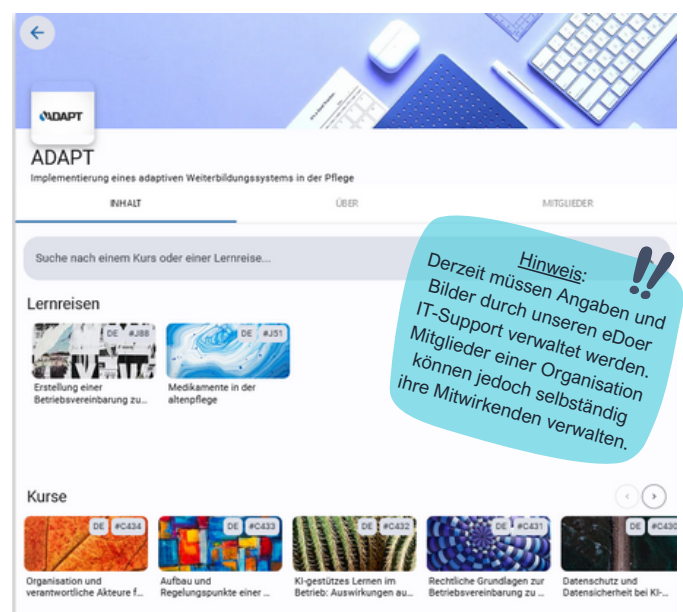 ADAPT
ADAPT
Implementierung eines adaptiven Weiterbildungssystems in der Pflege
INHALT
ÜBER
MITGLIEDER
Suche nach einem Kurs oder einer Lernreise...
Hinweis:
Derzeit müssen Angaben und
Bilder durch unseren eDoer
IT-Support verwaltet werden.
Mitglieder einer Organisation
können jedoch selbständig
ihre Mitwirkenden verwalten.
!!
Lernreisen
DE #J88
DE #J51
Erstellung einer
Betriebsvereinbarung zu...
Medikamente in der
altenpflege
Kurse
DE #C434
DE #C433
DE #C432
DE #C431
DE #C430
Organisation und
verantwortliche Akteure f...
Aufbau und
Regelungspunkte einer ...
KI-gestütztes Lernen im
Betrieb: Auswirkungen au...
Rechtliche Grundlagen zur
Betriebsvereinbarung zu ...
Datenschutz und
Datensicherheit bei KI-...